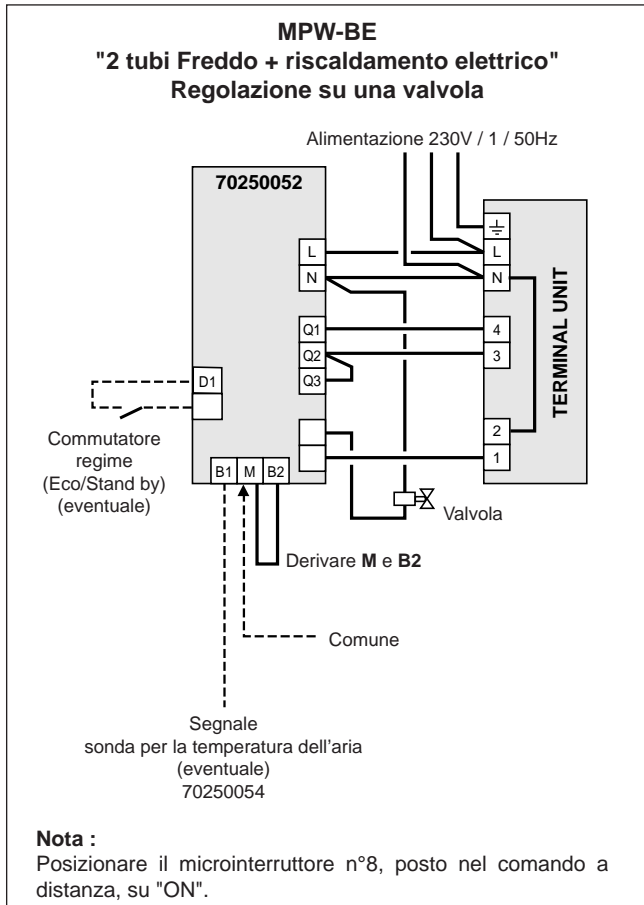 MPW-BE
"2 tubi Freddo + riscaldamento elettrico"
Regolazione su una valvola
Alimentazione 230V / 1 / 50Hz
70250052
L
N
Q1
Q2
Q3
D1
B1 M B2
L
N
4
3
2
1
TERMINAL UNIT
Commutatore
regime
(Eco/Stand by)
(eventuale)
Valvola
Derivare M e B2
Comune
Segnale
sonda per la temperatura dell'aria
(eventuale)
70250054
Nota :
Posizionare il microinterruttore n°8, posto nel comando a
distanza, su "ON".